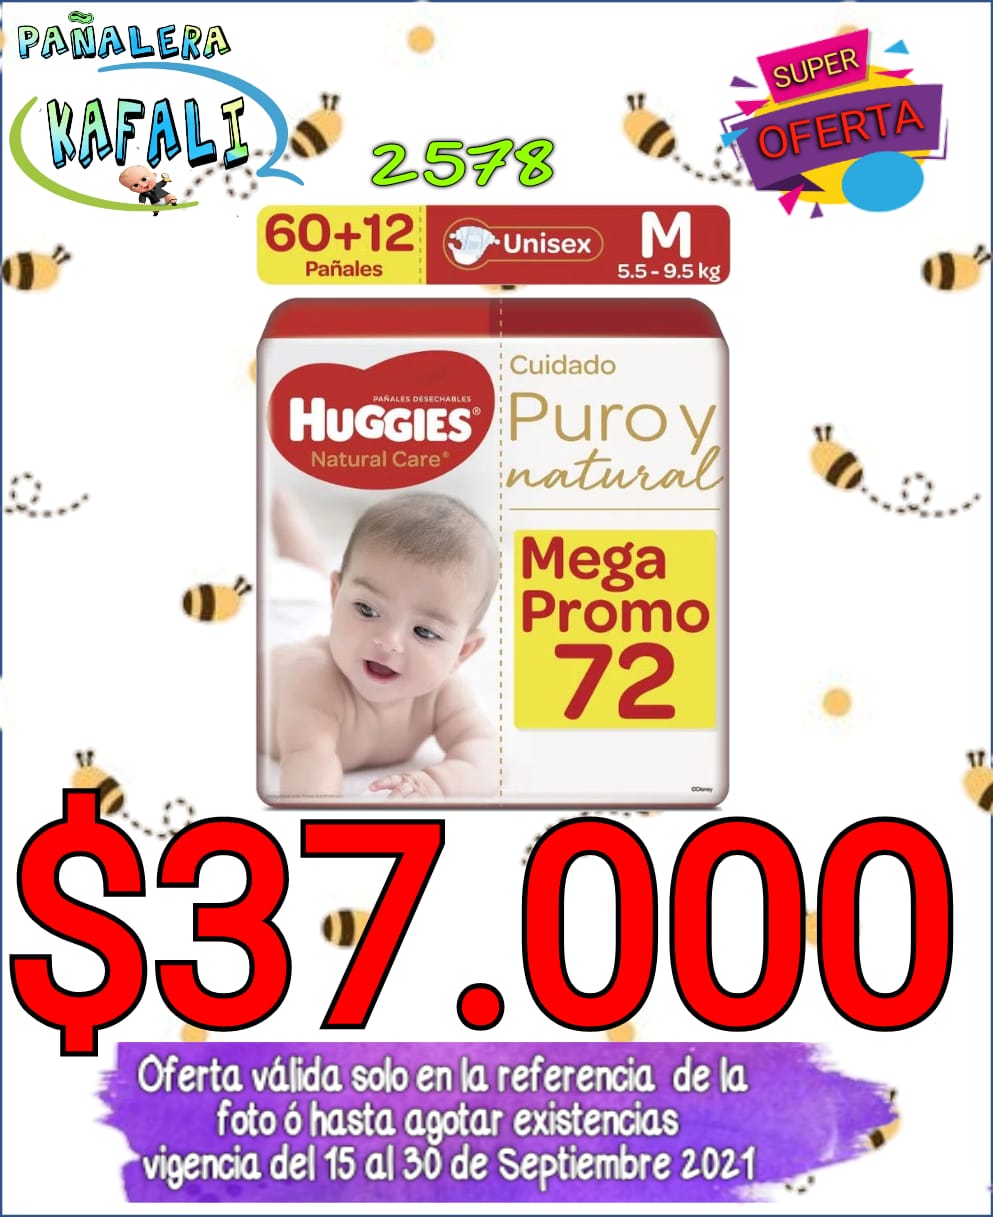 PAÑALERA
KAFALI
SUPER
OFERTA
2578
60+12
Pañales
Unisex
M
5.5 - 9.5 kg
PAÑALES DESECHABLES
HUGGIES®
Natural Care®
Cuidado
Puro y
natural
Mega
Promo
72
©Disney
$37.000
Oferta válida solo en la referencia de la
foto ó hasta agotar existencias
vigencia del 15 al 30 de Septiembre 2021